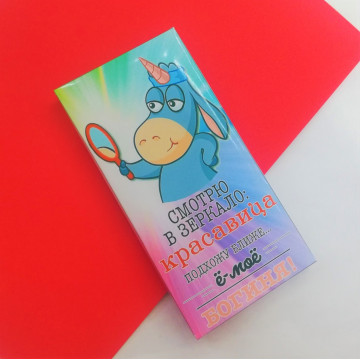 СМОТРЮ
В ЗЕРКАЛО:
красавица
ПОДХОЖУ БЛИЖЕ..
ё-моё
БОГИНЯ!